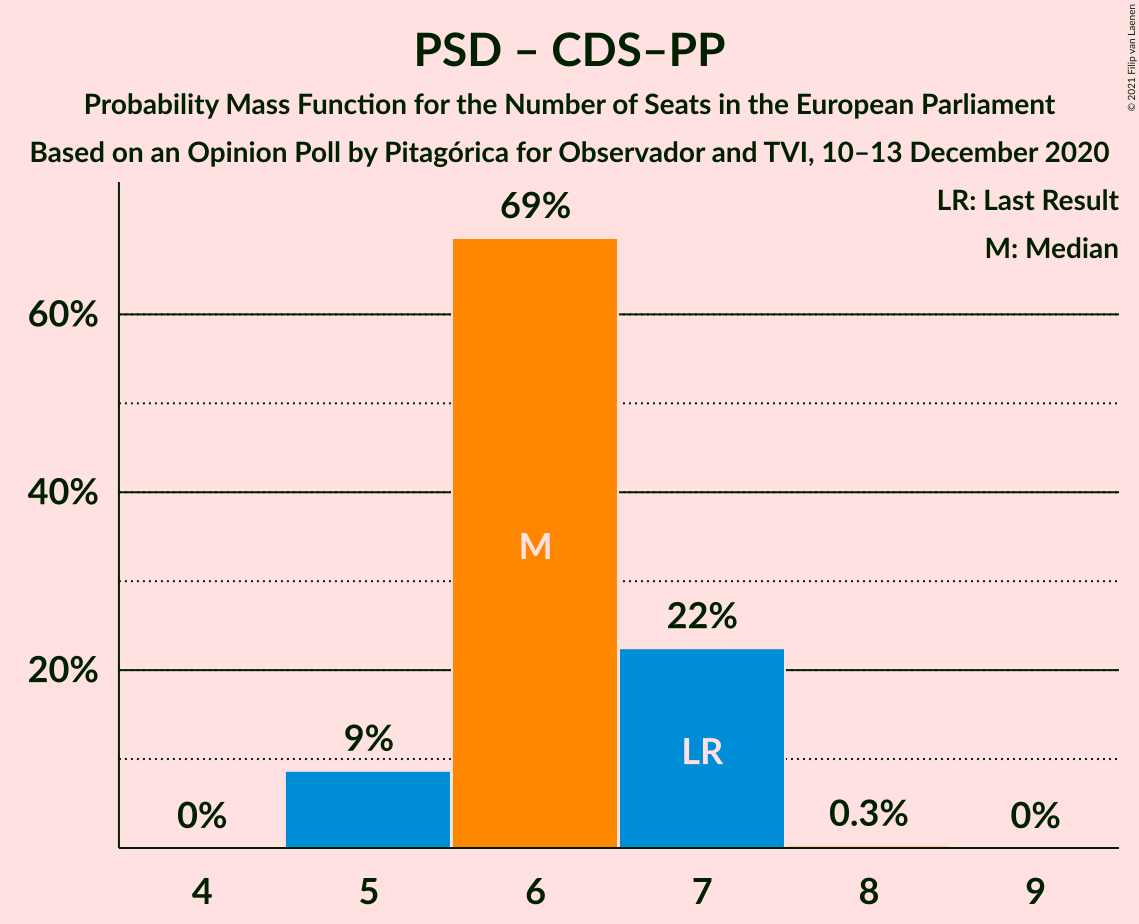 PSD – CDS–PP
Probability Mass Function for the Number of Seats in the European Parliament
Based on an Opinion Poll by Pitagórica for Observador and TVI, 10–13 December 2020
© 2021 Filip van Laenen
LR: Last Result
M: Median
69%
60%
40%
M
22%
20%
9%
LR
0%
0.3%
0%
4 5 6 7 8 9